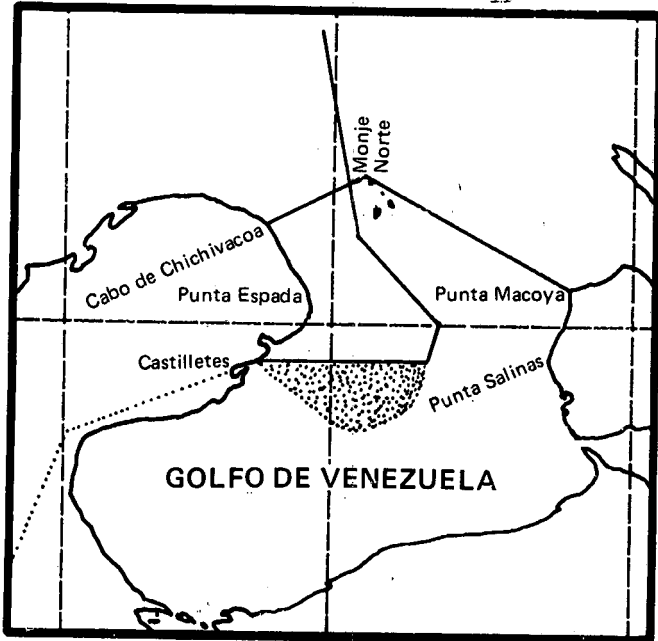 Monje
Norte
Cabo de Chichivacoa
Punta Espada
Punta Macoya
Castilletes
Punta Salinas
GOLFO DE VENEZUELA